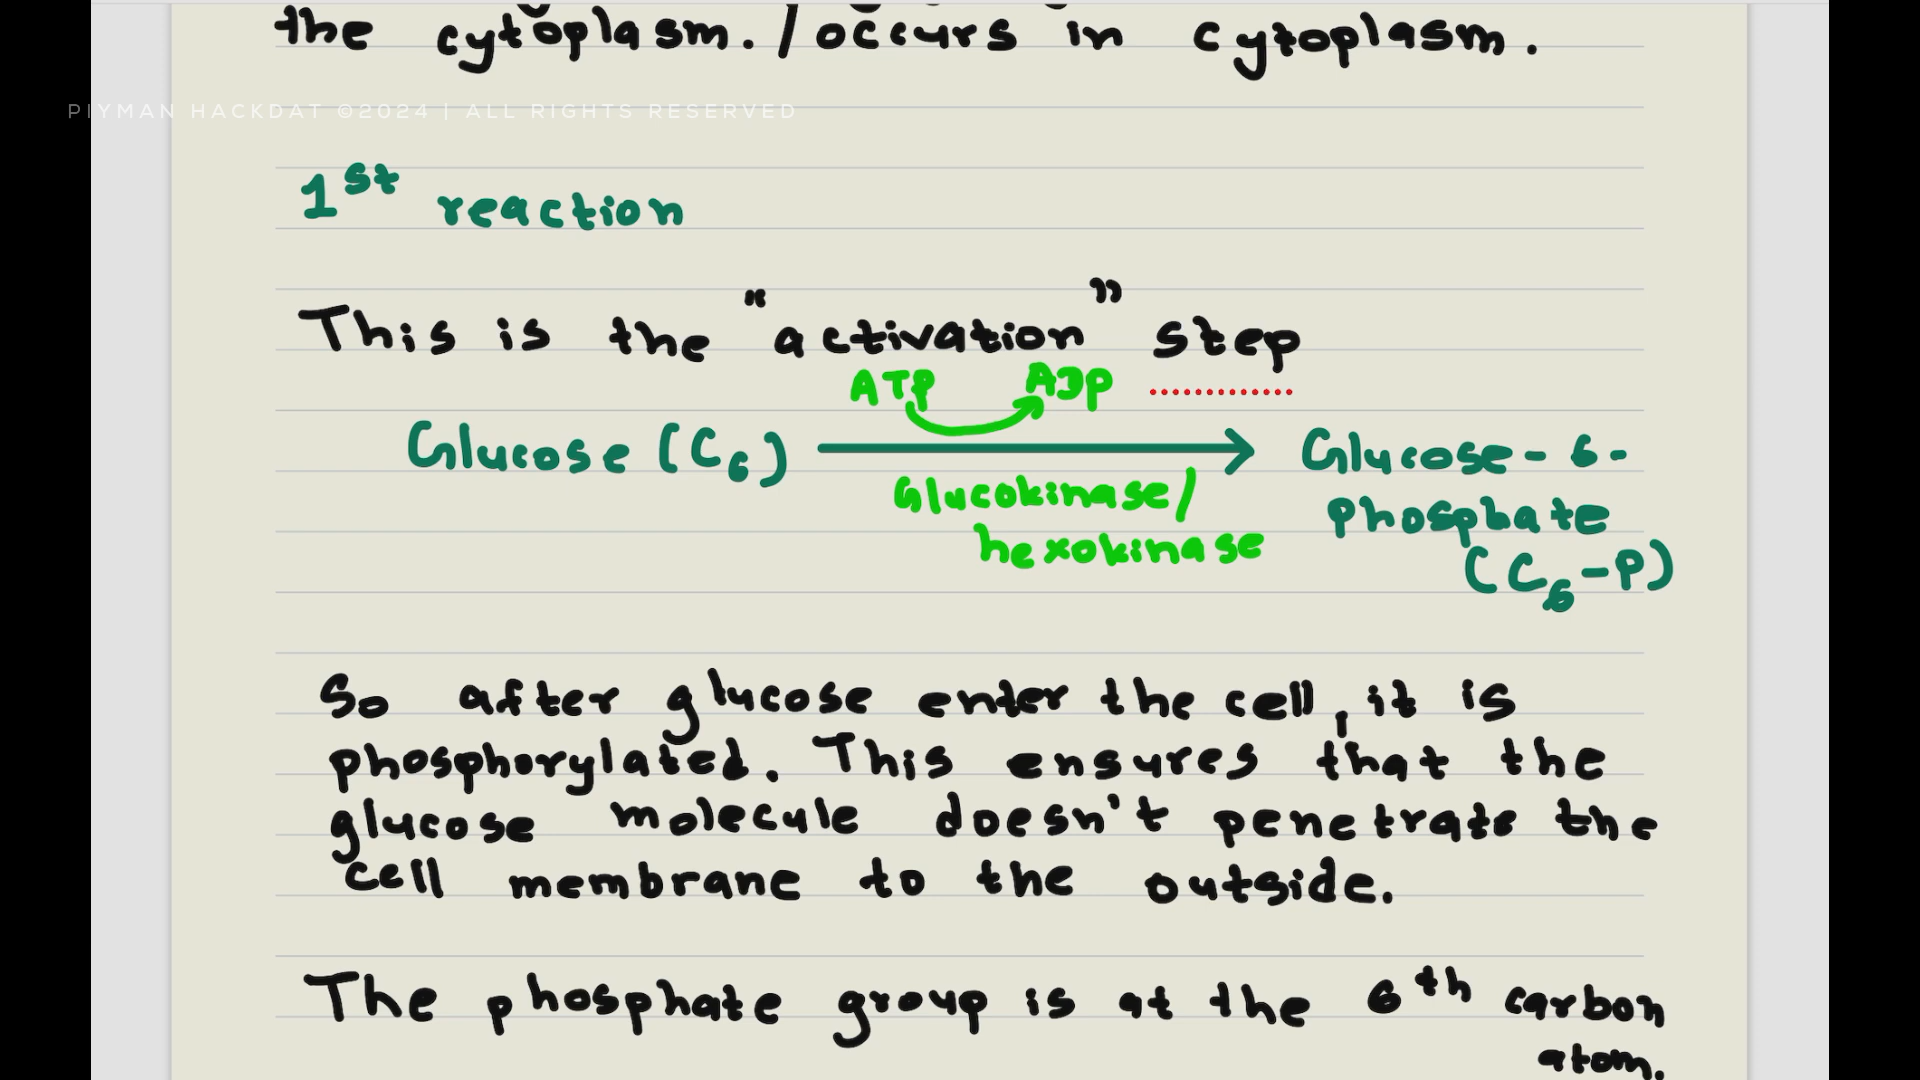 the cytoplasm. / occurs in cytoplasm.
PIYMAN HACKDAT ©2024 | ALL RIGHTS RESERVED
1st reaction
This is the "activation" step
ATP ADP
Glucose (C6) Glucose-6-
Glucokinase/ phosphate
hexokinase (C6-P)
So after glucose enter the cell, it is
phosphorylated. This ensures that the
glucose molecule doesn't penetrate the
cell membrane to the outside.
The phosphate group is at the 6th carbon
atom.